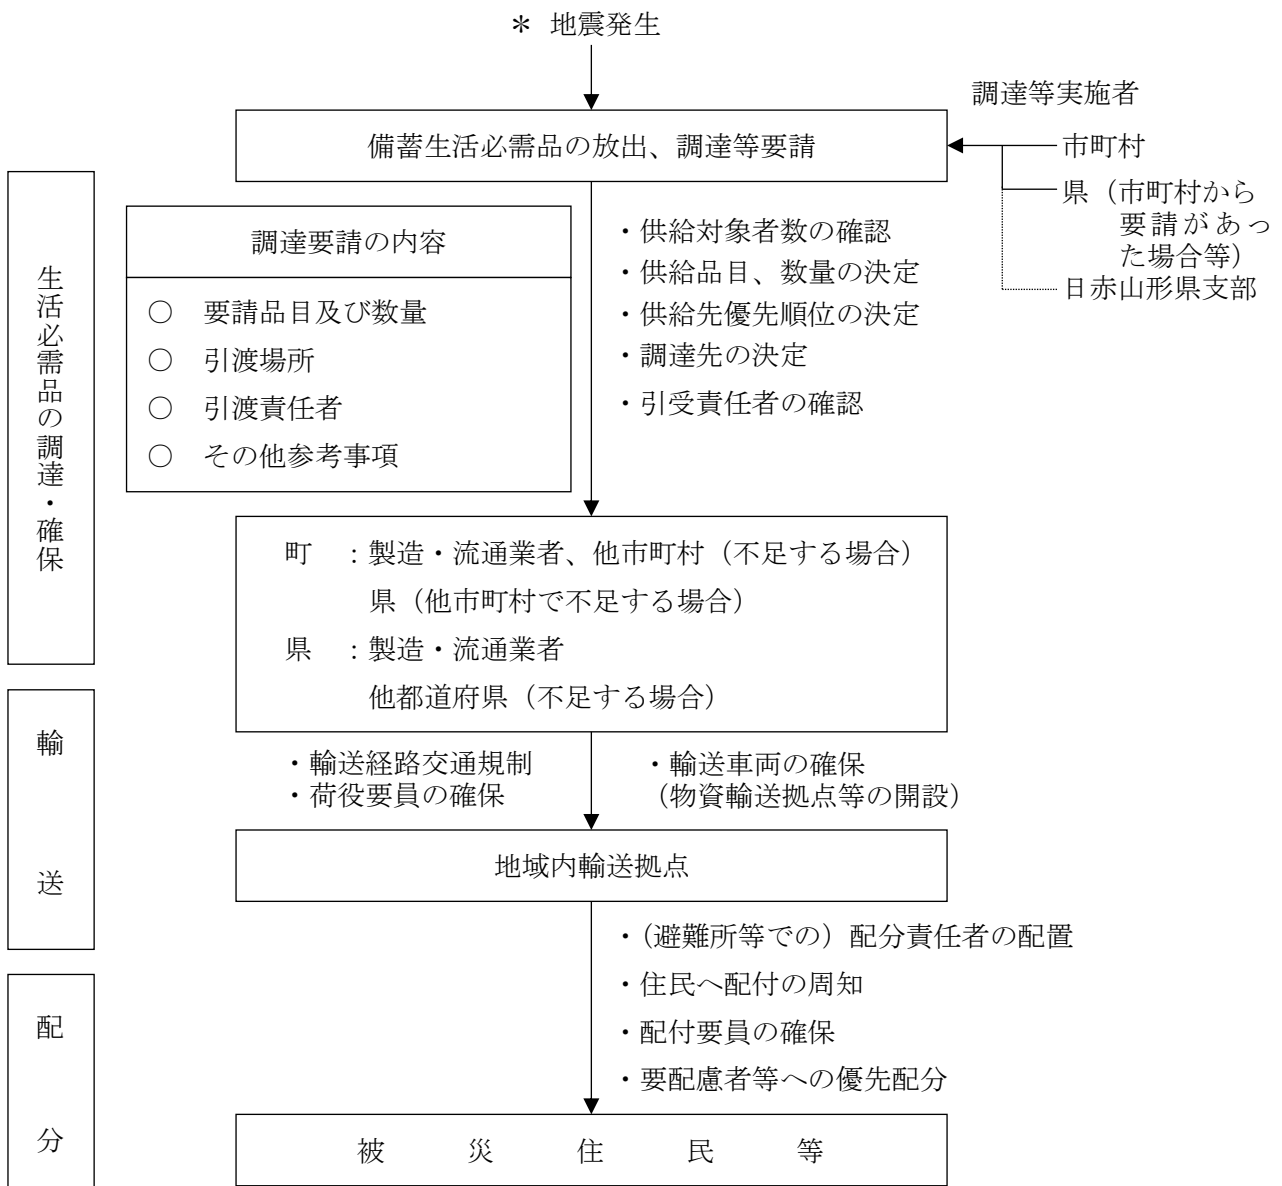 ＊ 地震発生
調達等実施者
備蓄生活必需品の放出、調達等要請
市町村
県（市町村から
要請があっ
た場合等）
日赤山形県支部
生活必需品の調達・確保
調達要請の内容
○ 要請品目及び数量
○ 引渡場所
○ 引渡責任者
○ その他参考事項
・供給対象者数の確認
・供給品目、数量の決定
・供給先優先順位の決定
・調達先の決定
・引受責任者の確認
町 ：製造・流通業者、他市町村（不足する場合）
県（他市町村で不足する場合）
県 ：製造・流通業者
他都道府県（不足する場合）
輸送
・輸送経路交通規制
・荷役要員の確保
・輸送車両の確保
（物資輸送拠点等の開設）
地域内輸送拠点
・（避難所等での）配分責任者の配置
・住民へ配付の周知
・配付要員の確保
・要配慮者等への優先配分
配分
被災住民等